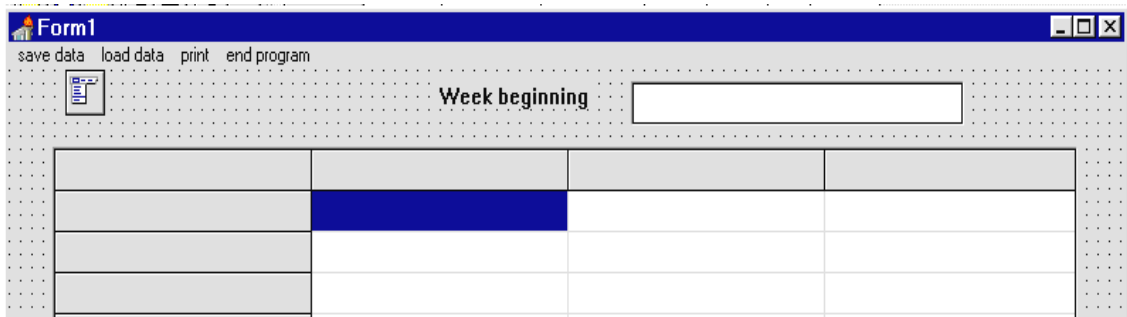 Form1
save data load data print end program
Week beginning